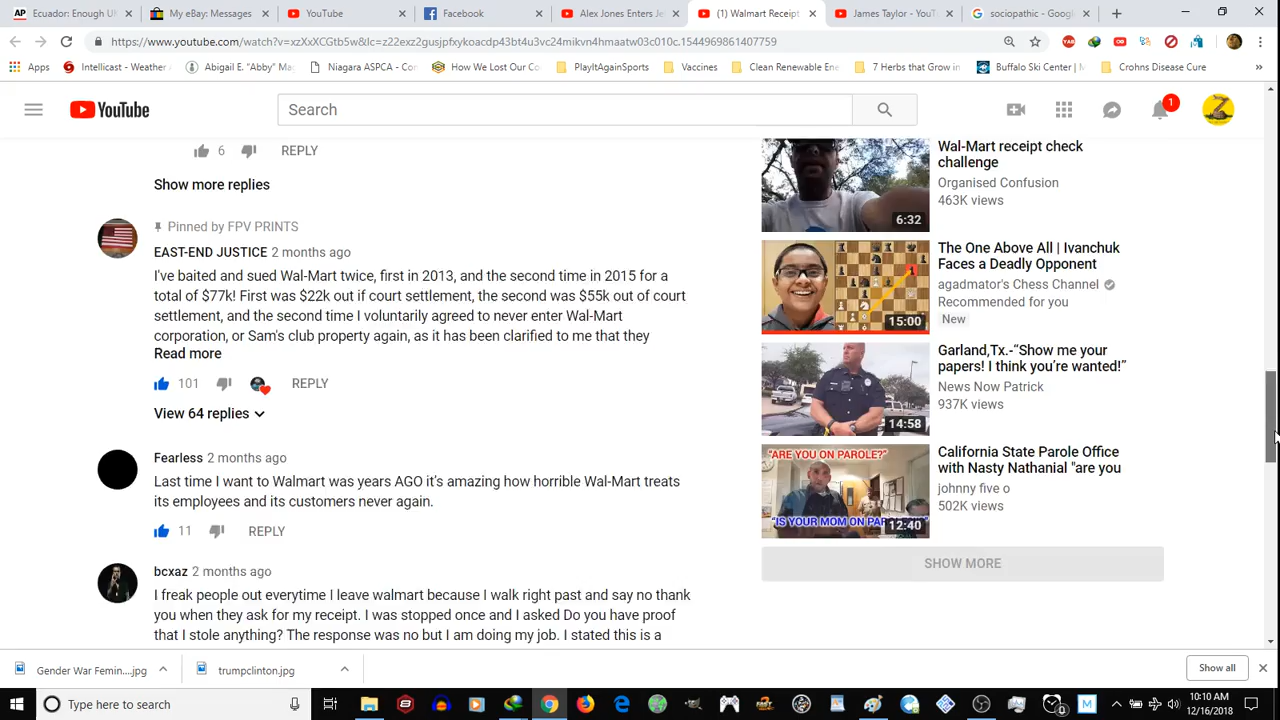 Ecuador: Enough U
My eBay: Messages
YouTube
Facebook
Alex Jones Enters Je
(1) Walmart Receipt
James Taylor - YouT
sociopathic - Google
https://www.youtube.com/watch?v=xzXxXCGtb5w&lc=z22exz2gusjpfxykoacdp43bt4u3vc24mikvn4hmaatw03c010c.1544969861407759
Apps
Intellicast - Weather
Abigail E. "Abby" Ma
Niagara ASPCA - Co
How We Lost Our Co
PlayItAgainSports
Vaccines
Clean Renewable Ene
7 Herbs that Grow in
Buffalo Ski Center | M
Crohns Disease Cure
»
YouTube
Search
1
6 REPLY
Show more replies
Pinned by FPV PRINTS
EAST-END JUSTICE 2 months ago
I've baited and sued Wal-Mart twice, first in 2013, and the second time in 2015 for a
total of $77k! First was $22k out if court settlement, the second was $55k out of court
settlement, and the second time I voluntarily agreed to never enter Wal-Mart
corporation, or Sam's club property again, as it has been clarified to me that they
Read more
101 REPLY
View 64 replies
Fearless 2 months ago
Last time I want to Walmart was years AGO it's amazing how horrible Wal-Mart treats
its employees and its customers never again.
11 REPLY
bcxaz 2 months ago
I freak people out everytime I leave walmart because I walk right past and say no thank
you when they ask for my receipt. I was stopped once and I asked Do you have proof
that I stole anything? The response was no but I am doing my job. I stated this is a
Wal-Mart receipt check
challenge
Organised Confusion
463K views
6:32
The One Above All | Ivanchuk
Faces a Deadly Opponent
agadmator's Chess Channel
Recommended for you
New
15:00
Garland,Tx.-“Show me your
papers! I think you’re wanted!”
News Now Patrick
937K views
14:58
California State Parole Office
with Nasty Nathanial "are you
johnny five o
502K views
"ARE YOU ON PAROLE?"
"IS YOUR MOM ON PAR
12:40
SHOW MORE
Gender War Femin....jpg
trumpclinton.jpg
Show all
Type here to search
10:10 AM
12/16/2018